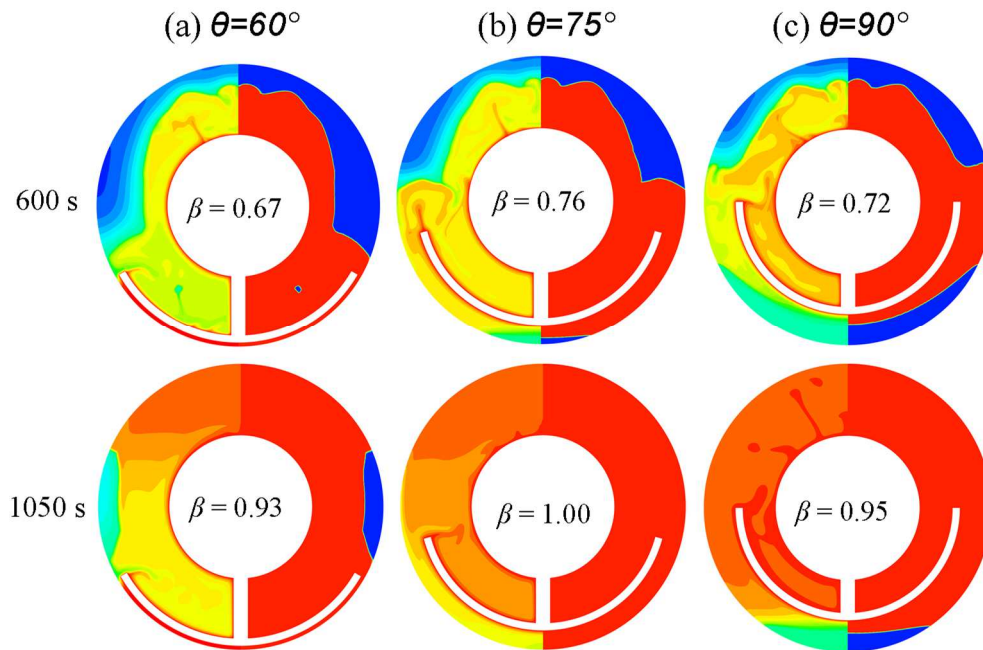 (a) θ=60° (b) θ=75° (c) θ=90°
600 s β = 0.67 β = 0.76 β = 0.72
1050 s β = 0.93 β = 1.00 β = 0.95